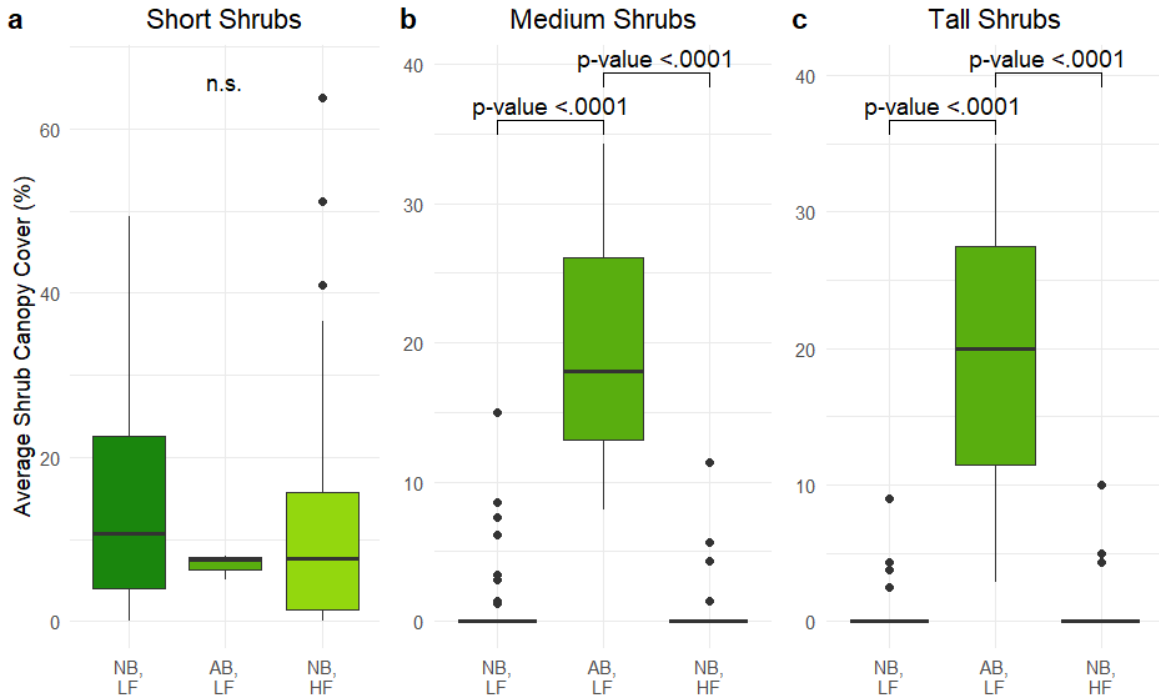 a
Short Shrubs
b
Medium Shrubs
c
Tall Shrubs
Average Shrub Canopy Cover (%)
60
40
20
0
n.s.
NB,
LF
AB,
LF
NB,
HF
40
30
20
10
0
p-value <.0001
p-value <.0001
NB,
LF
AB,
LF
NB,
HF
40
30
20
10
0
p-value <.0001
p-value <.0001
NB,
LF
AB,
LF
NB,
HF